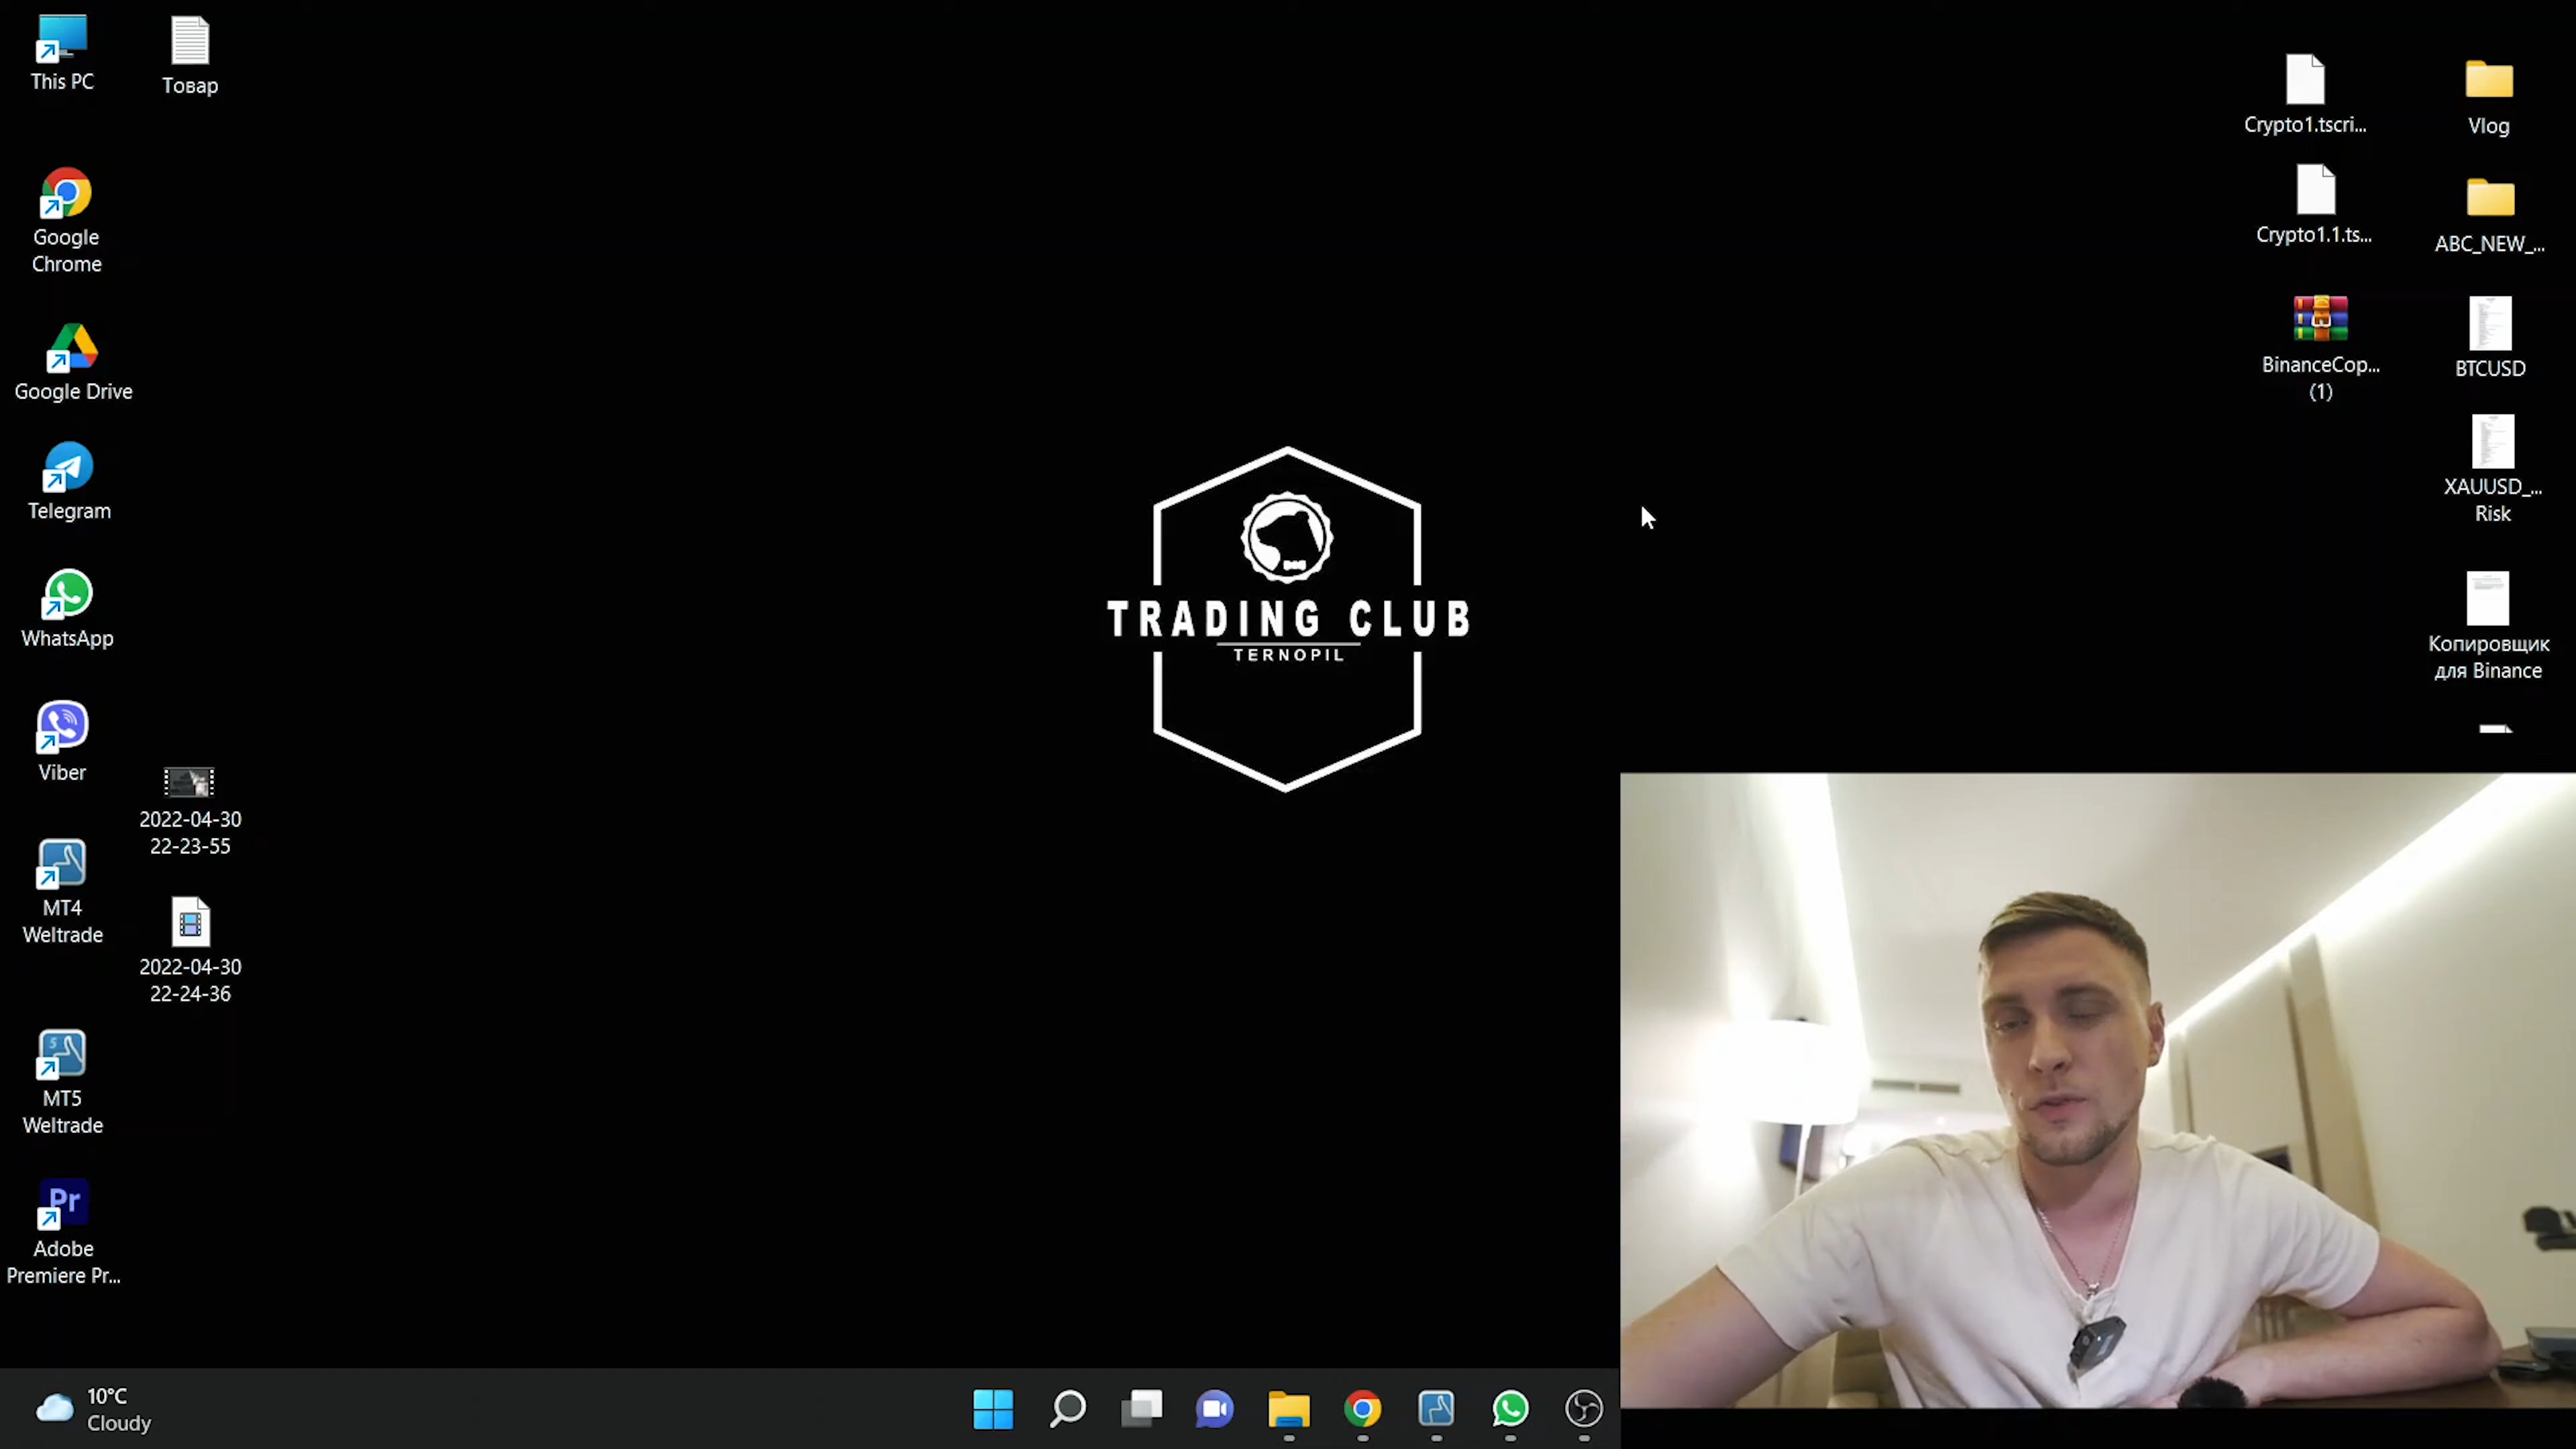 This PC
Товар
Google
Chrome
Google Drive
Telegram
WhatsApp
Viber
2022-04-30
22-23-55
MT4
Weltrade
2022-04-30
22-24-36
MT5
Weltrade
Pr
Adobe
Premiere Pr...
TRADING CLUB
TERNOPIL
Crypto1.tscri...
Vlog
Crypto1.1.ts...
ABC_NEW_...
BinanceCop...
(1)
BTCUSD
XAUUSD_...
Risk
Копировщик
для Binance
10°C
Cloudy